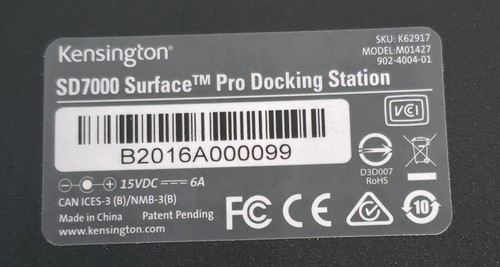 Kensington®
SKU: K62917
MODEL: M01427
902-4004-01
SD7000 Surface™ Pro Docking Station
B2016A000099
VCI
15VDC 6A
D3D007
RoHS
CAN ICES-3 (B)/NMB-3(B)
Made in China Patent Pending
www.kensington.com
FC CE
10